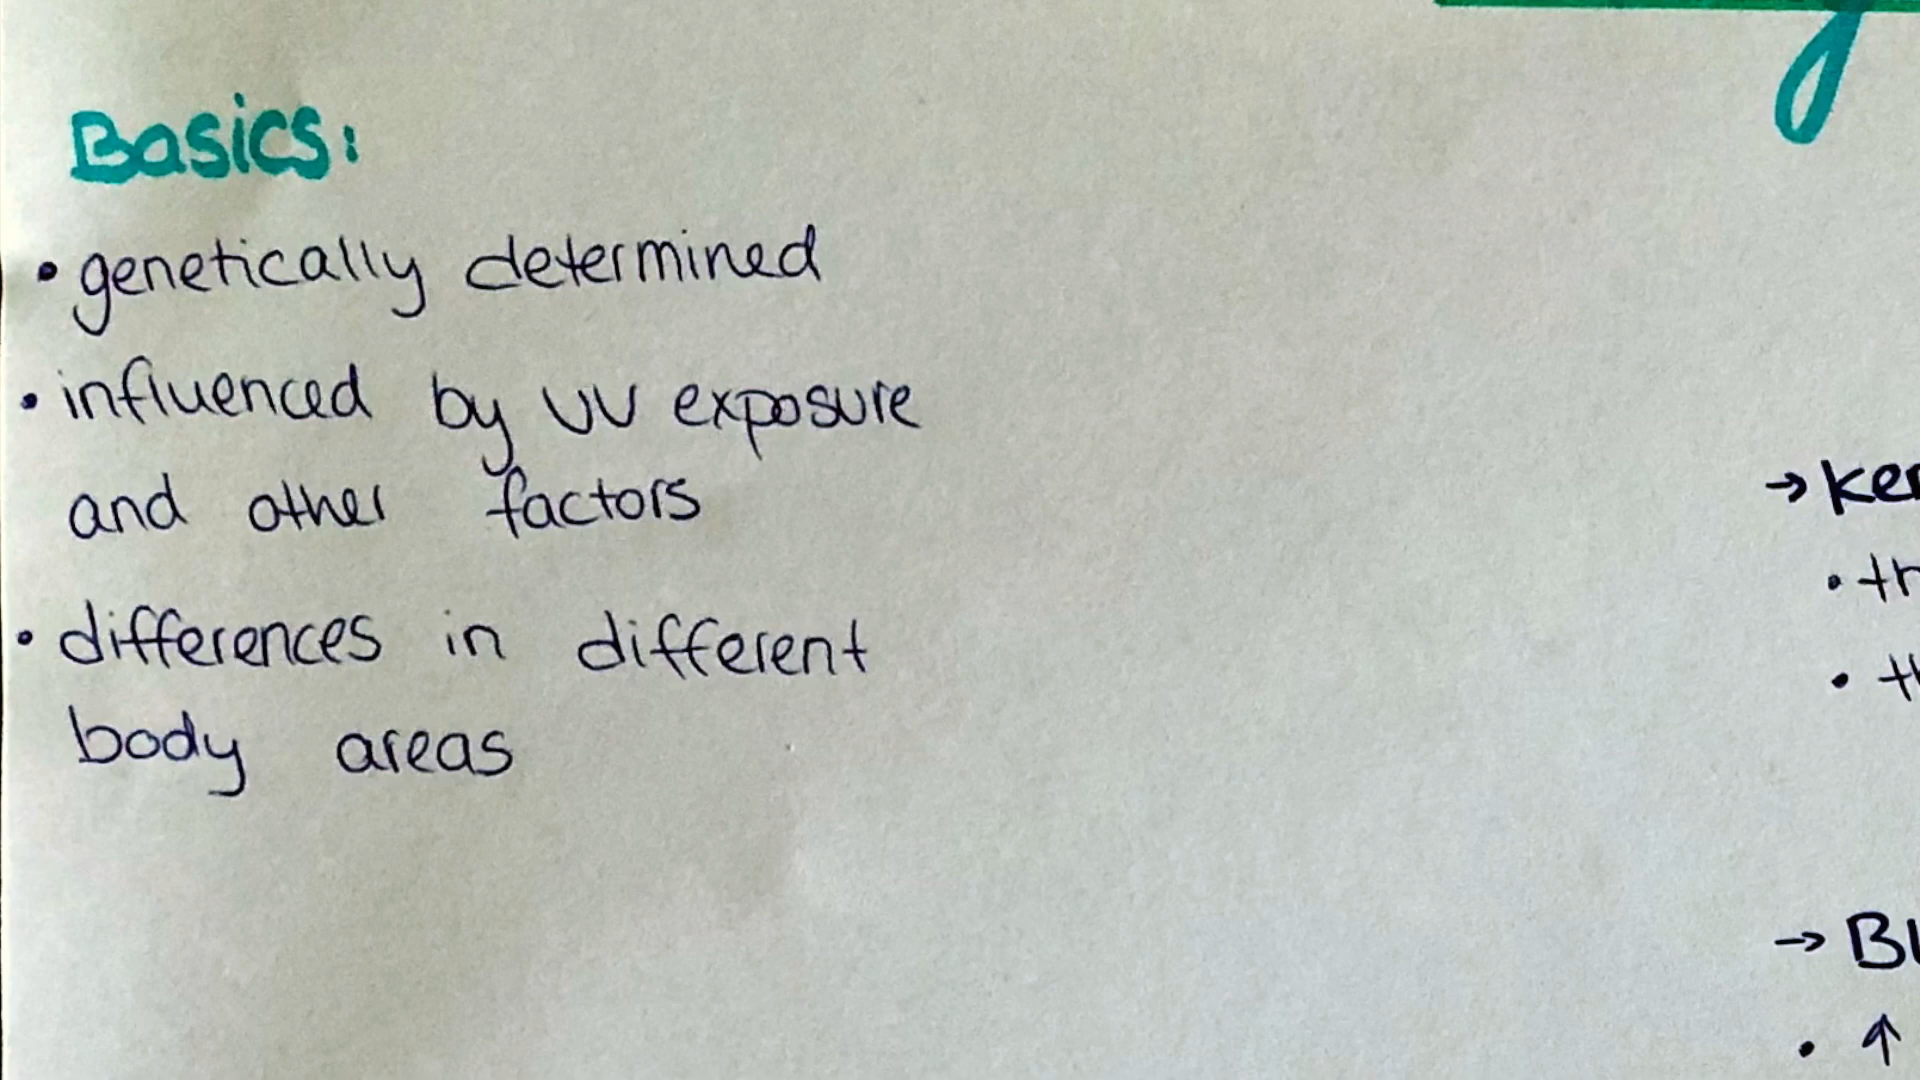 Basics:
• genetically determined
• influenced by UV exposure
and other factors
• differences in different
body areas
→
•
•
→
• ↑